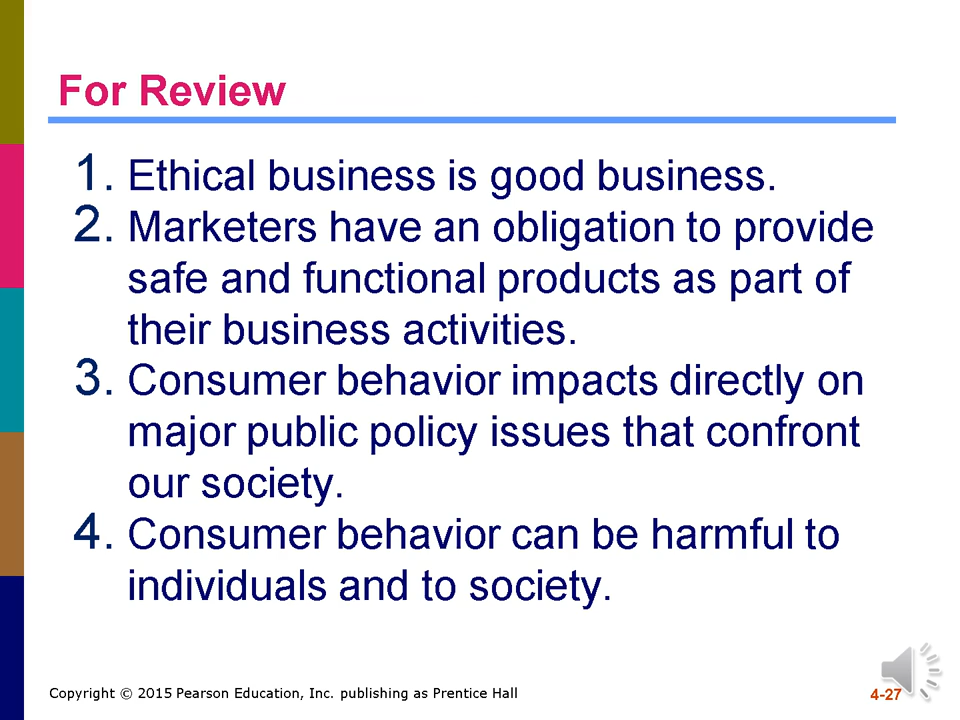 For Review
1. Ethical business is good business.
2. Marketers have an obligation to provide
safe and functional products as part of
their business activities.
3. Consumer behavior impacts directly on
major public policy issues that confront
our society.
4. Consumer behavior can be harmful to
individuals and to society.
Copyright © 2015 Pearson Education, Inc. publishing as Prentice Hall
4-27